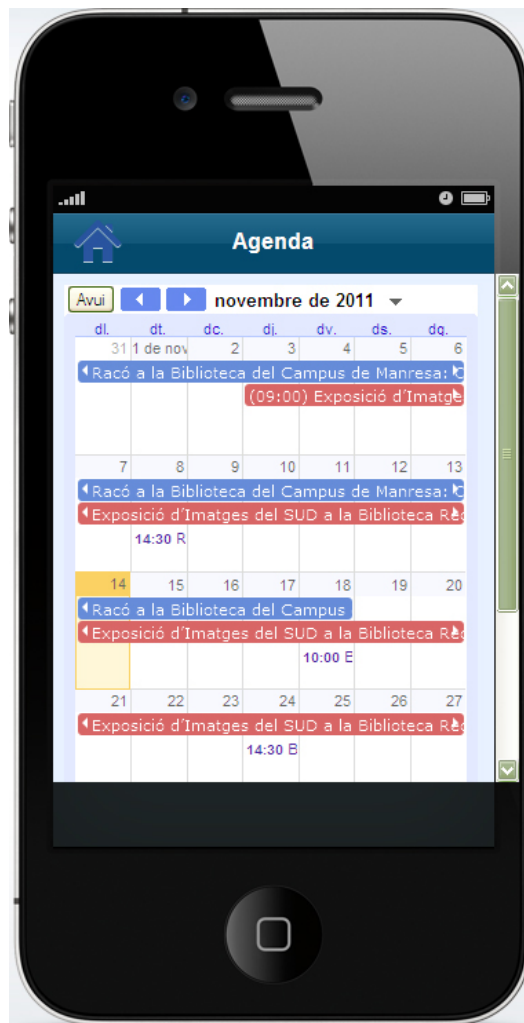 Agenda
Avui novembre de 2011
dl. dt. dc. dj. dv. ds. dg.
31 1 de nov 2 3 4 5 6
Racó a la Biblioteca del Campus de Manresa:
(09:00) Exposició d'Imatge
7 8 9 10 11 12 13
Racó a la Biblioteca del Campus de Manresa:
Exposició d'Imatges del SUD a la Biblioteca
14:30 R
14 15 16 17 18 19 20
Racó a la Biblioteca del Campus
Exposició d'Imatges del SUD a la Biblioteca
10:00 E
21 22 23 24 25 26 27
Exposició d'Imatges del SUD a la Biblioteca
14:30 B